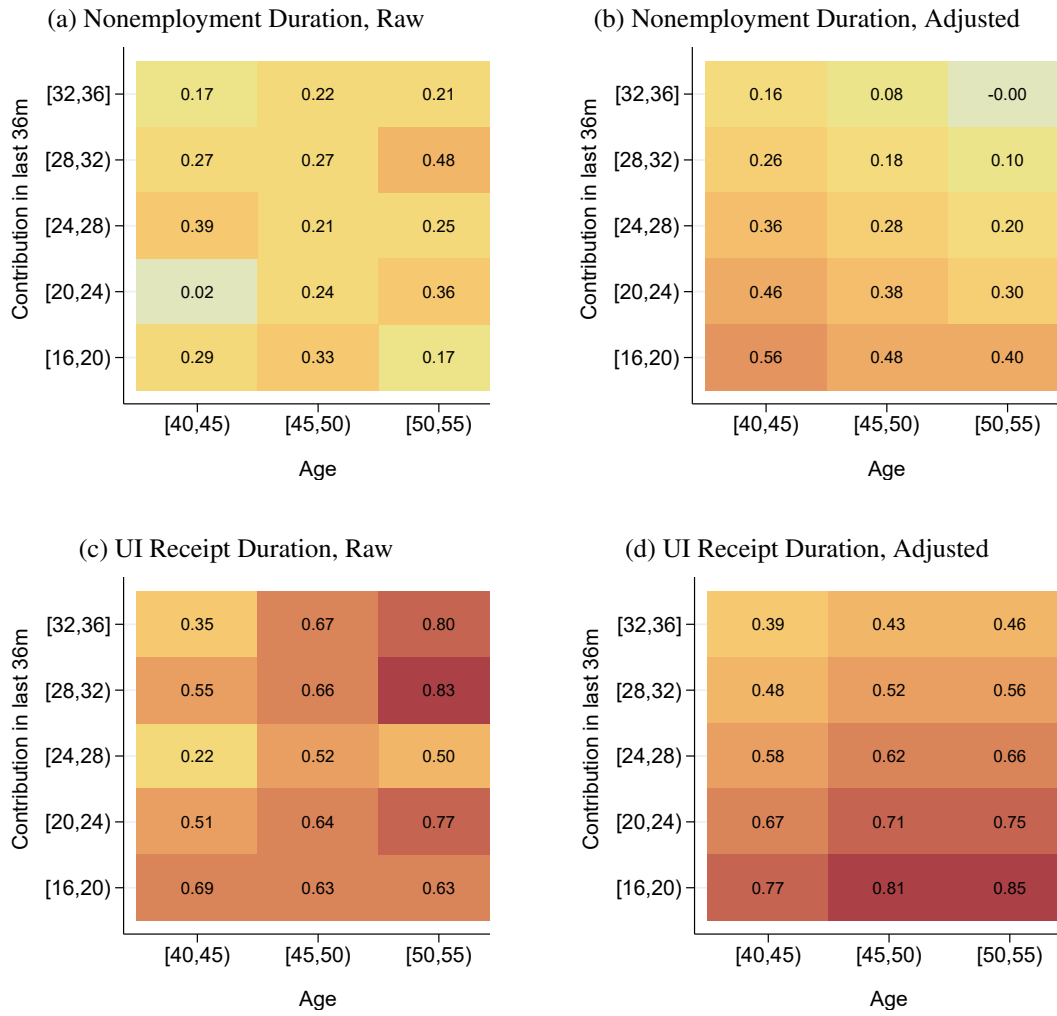 (a) Nonemployment Duration, Raw
Contribution in last 36m
[32,36] 0.17 0.22 0.21
[28,32) 0.27 0.27 0.48
[24,28) 0.39 0.21 0.25
[20,24) 0.02 0.24 0.36
[16,20) 0.29 0.33 0.17
[40,45) [45,50) [50,55)
Age
(b) Nonemployment Duration, Adjusted
Contribution in last 36m
[32,36] 0.16 0.08 -0.00
[28,32) 0.26 0.18 0.10
[24,28) 0.36 0.28 0.20
[20,24) 0.46 0.38 0.30
[16,20) 0.56 0.48 0.40
[40,45) [45,50) [50,55)
Age
(c) UI Receipt Duration, Raw
Contribution in last 36m
[32,36] 0.35 0.67 0.80
[28,32) 0.55 0.66 0.83
[24,28) 0.22 0.52 0.50
[20,24) 0.51 0.64 0.77
[16,20) 0.69 0.63 0.63
[40,45) [45,50) [50,55)
Age
(d) UI Receipt Duration, Adjusted
Contribution in last 36m
[32,36] 0.39 0.43 0.46
[28,32) 0.48 0.52 0.56
[24,28) 0.58 0.62 0.66
[20,24) 0.67 0.71 0.75
[16,20) 0.77 0.81 0.85
[40,45) [45,50) [50,55)
Age